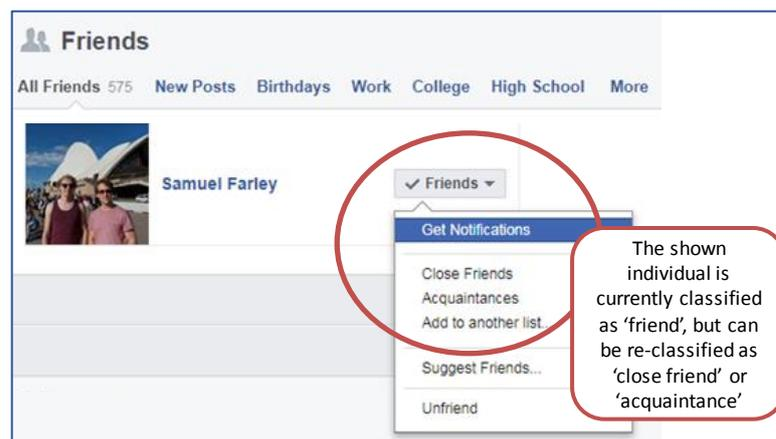 Friends
All Friends 575 New Posts Birthdays Work College High School More
Samuel Farley
Friends
Get Notifications
Close Friends
Acquaintances
Add to another list..
Suggest Friends...
Unfriend
The shown
individual is
currently classified
as ‘friend’, but can
be re-classified as
‘close friend’ or
‘acquaintance’